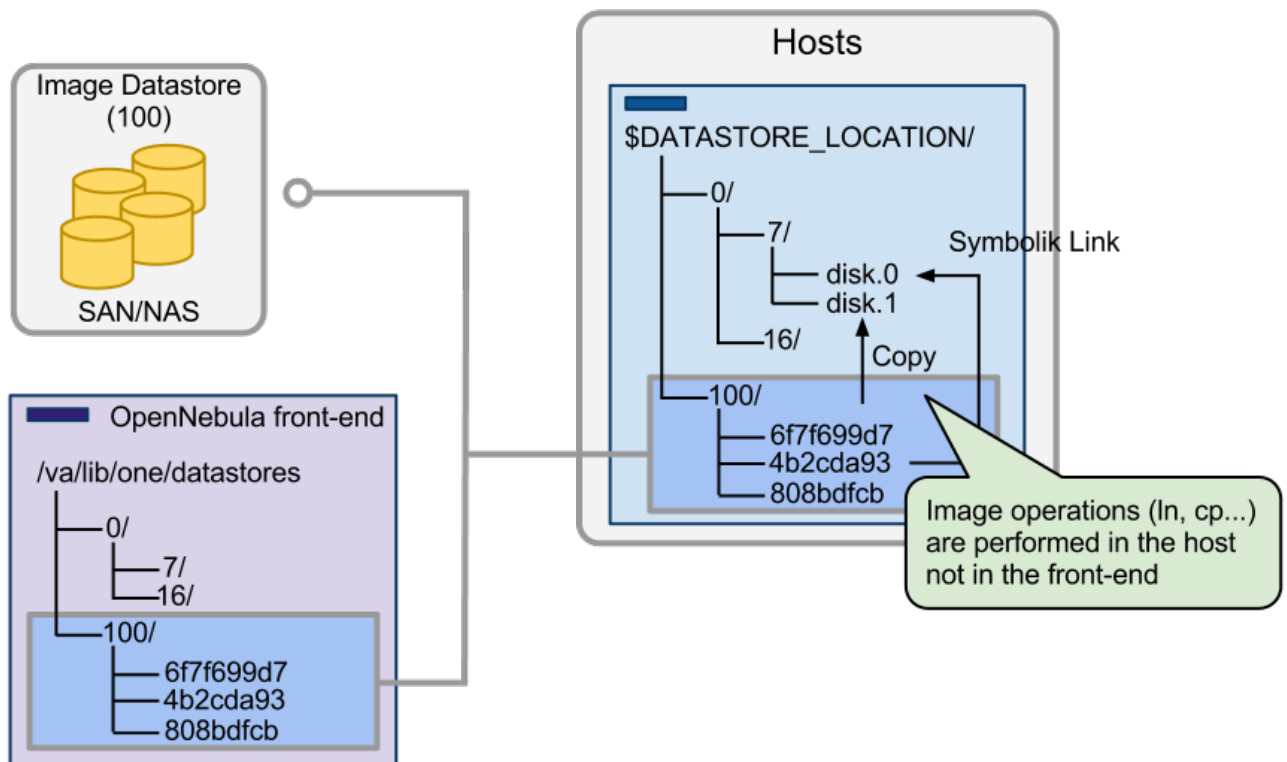 Image Datastore
(100)
SAN/NAS
OpenNebula front-end
/va/lib/one/datastores
0/
7/
16/
100/
6f7f699d7
4b2cda93
808bdfcb
Hosts
$DATASTORE_LOCATION/
0/
7/
Symbolik Link
disk.0
disk.1
16/
Copy
100/
6f7f699d7
4b2cda93
808bdfcb
Image operations (ln, cp...)
are performed in the host
not in the front-end